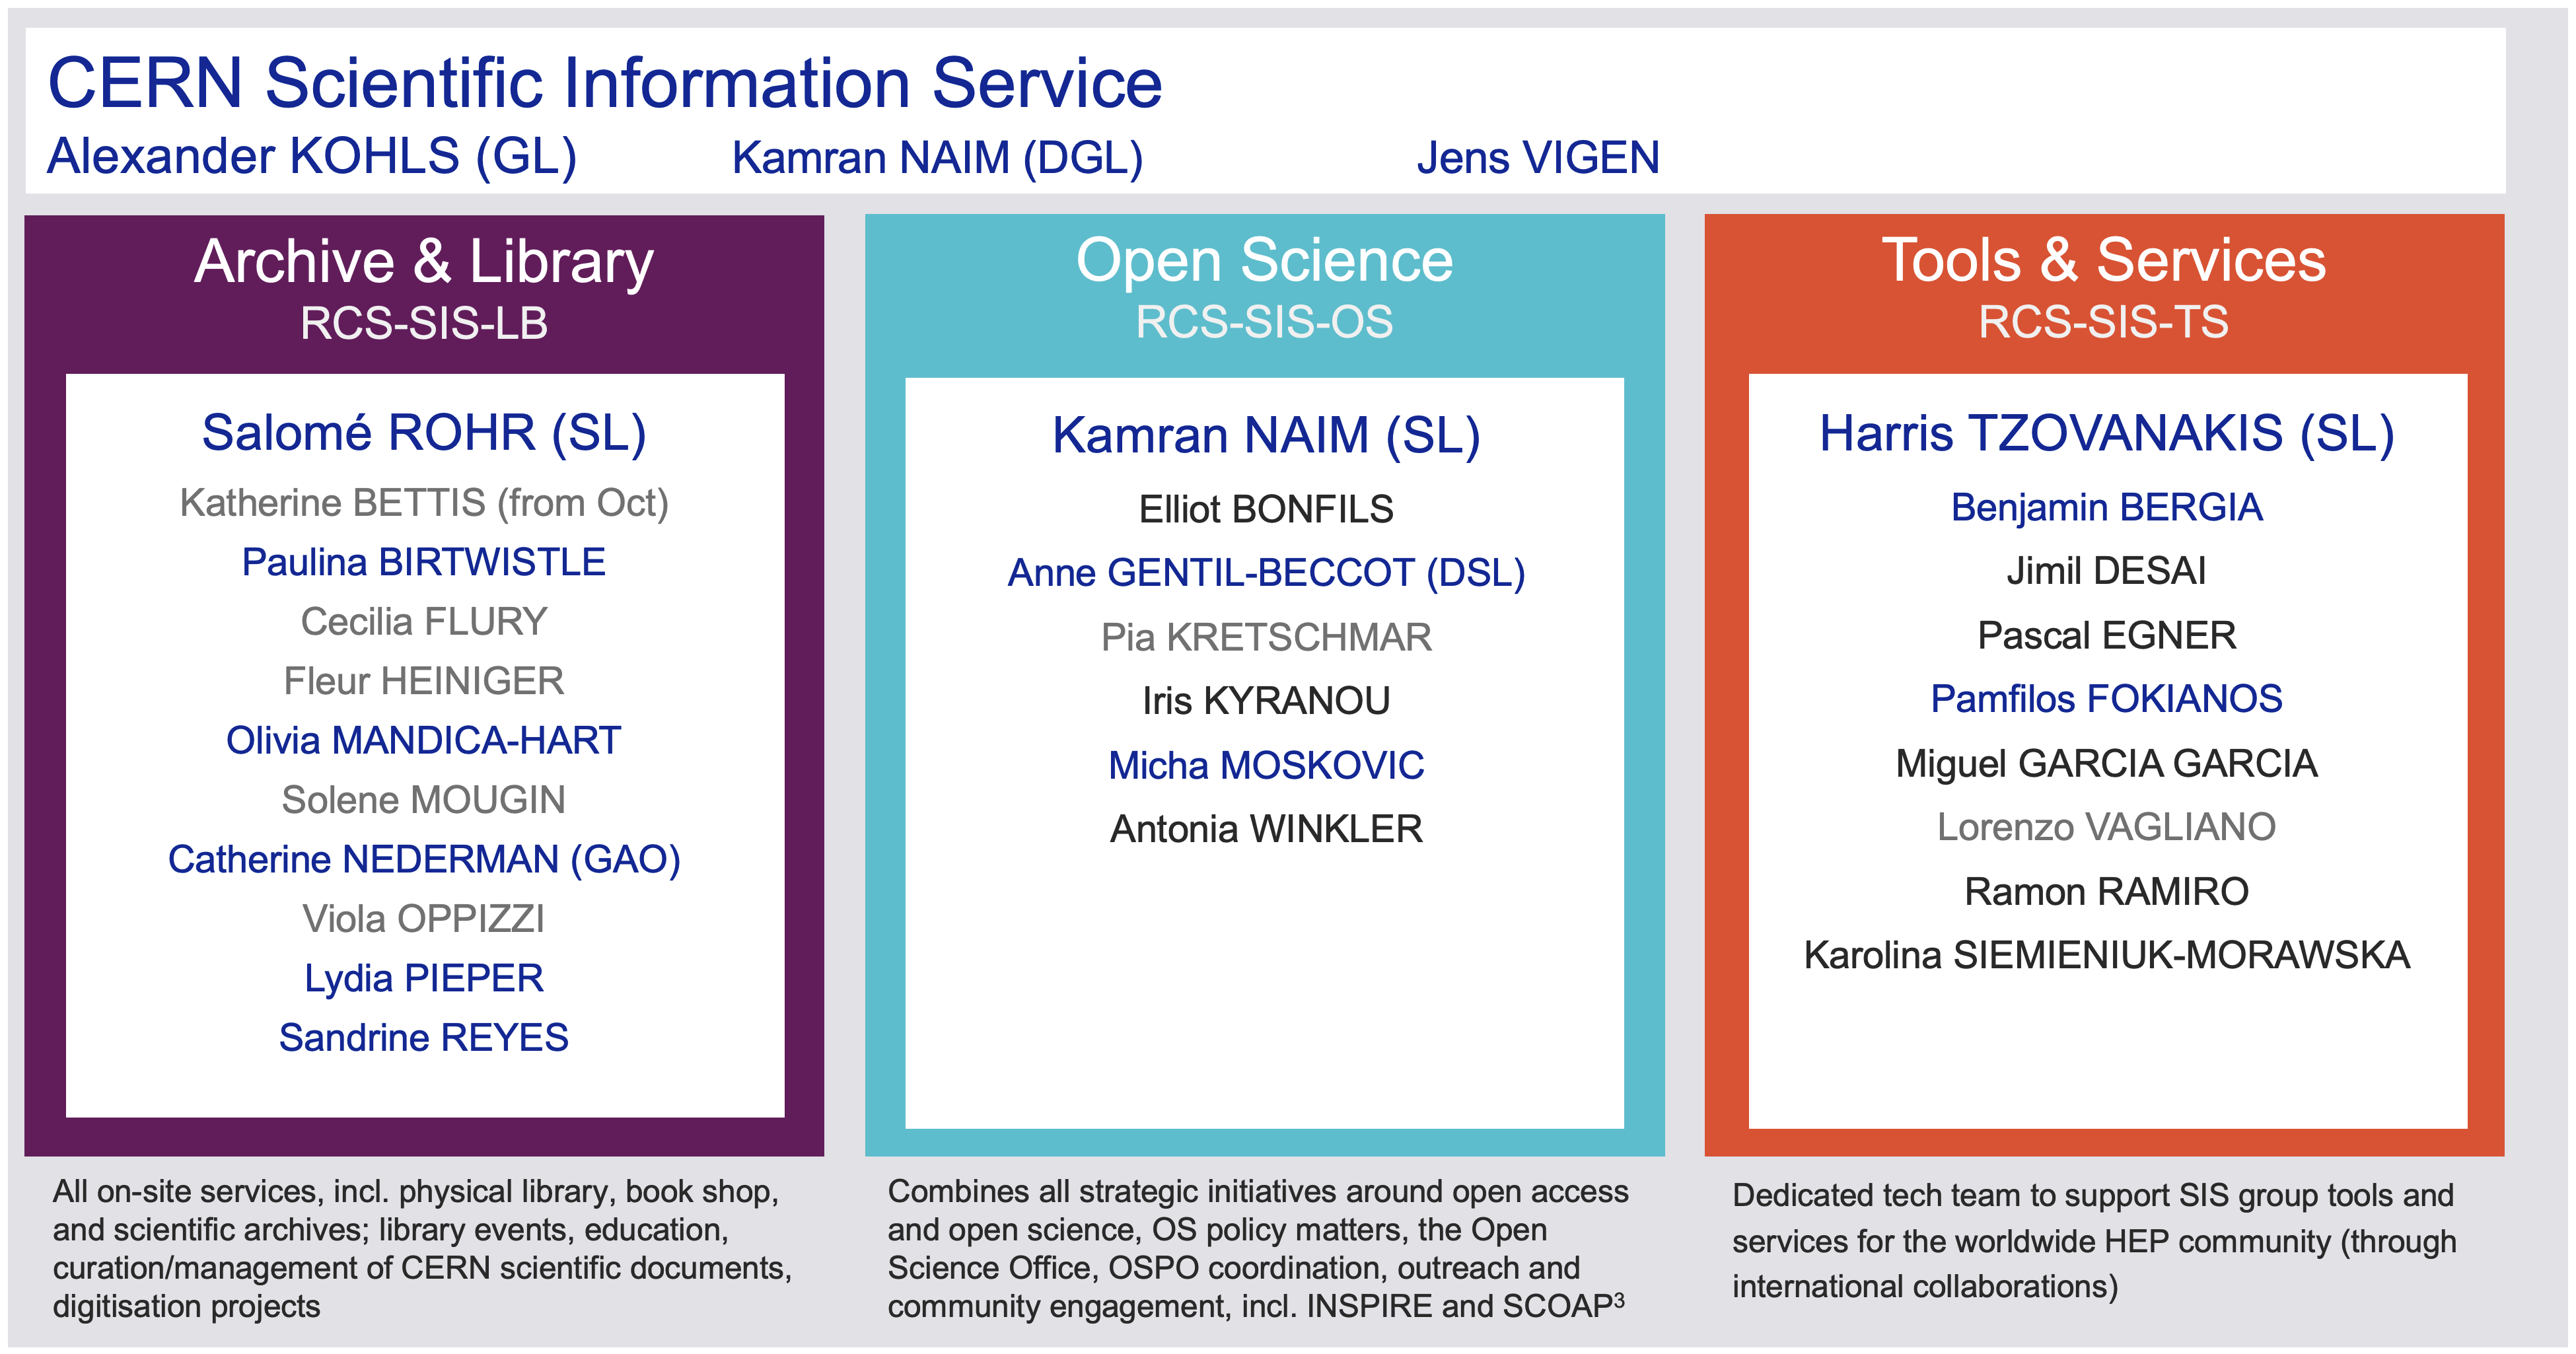 CERN Scientific Information Service
Alexander KOHLS (GL) Kamran NAIM (DGL) Jens VIGEN
Archive & Library
RCS-SIS-LB
Salomé ROHR (SL)
Katherine BETTIS (from Oct)
Paulina BIRTWISTLE
Cecilia FLURY
Fleur HEINIGER
Olivia MANDICA-HART
Solene MOUGIN
Catherine NEDERMAN (GAO)
Viola OPPIZZI
Lydia PIEPER
Sandrine REYES
All on-site services, incl. physical library, book shop,
and scientific archives; library events, education,
curation/management of CERN scientific documents,
digitisation projects
Open Science
RCS-SIS-OS
Kamran NAIM (SL)
Elliot BONFILS
Anne GENTIL-BECCOT (DSL)
Pia KRETSCHMAR
Iris KYRANOU
Micha MOSKOVIC
Antonia WINKLER
Combines all strategic initiatives around open access
and open science, OS policy matters, the Open
Science Office, OSPO coordination, outreach and
community engagement, incl. INSPIRE and SCOAP³
Tools & Services
RCS-SIS-TS
Harris TZOVANAKIS (SL)
Benjamin BERGIA
Jimil DESAI
Pascal EGNER
Pamfilos FOKIANOS
Miguel GARCIA GARCIA
Lorenzo VAGLIANO
Ramon RAMIRO
Karolina SIEMIENIUK-MORAWSKA
Dedicated tech team to support SIS group tools and
services for the worldwide HEP community (through
international collaborations)